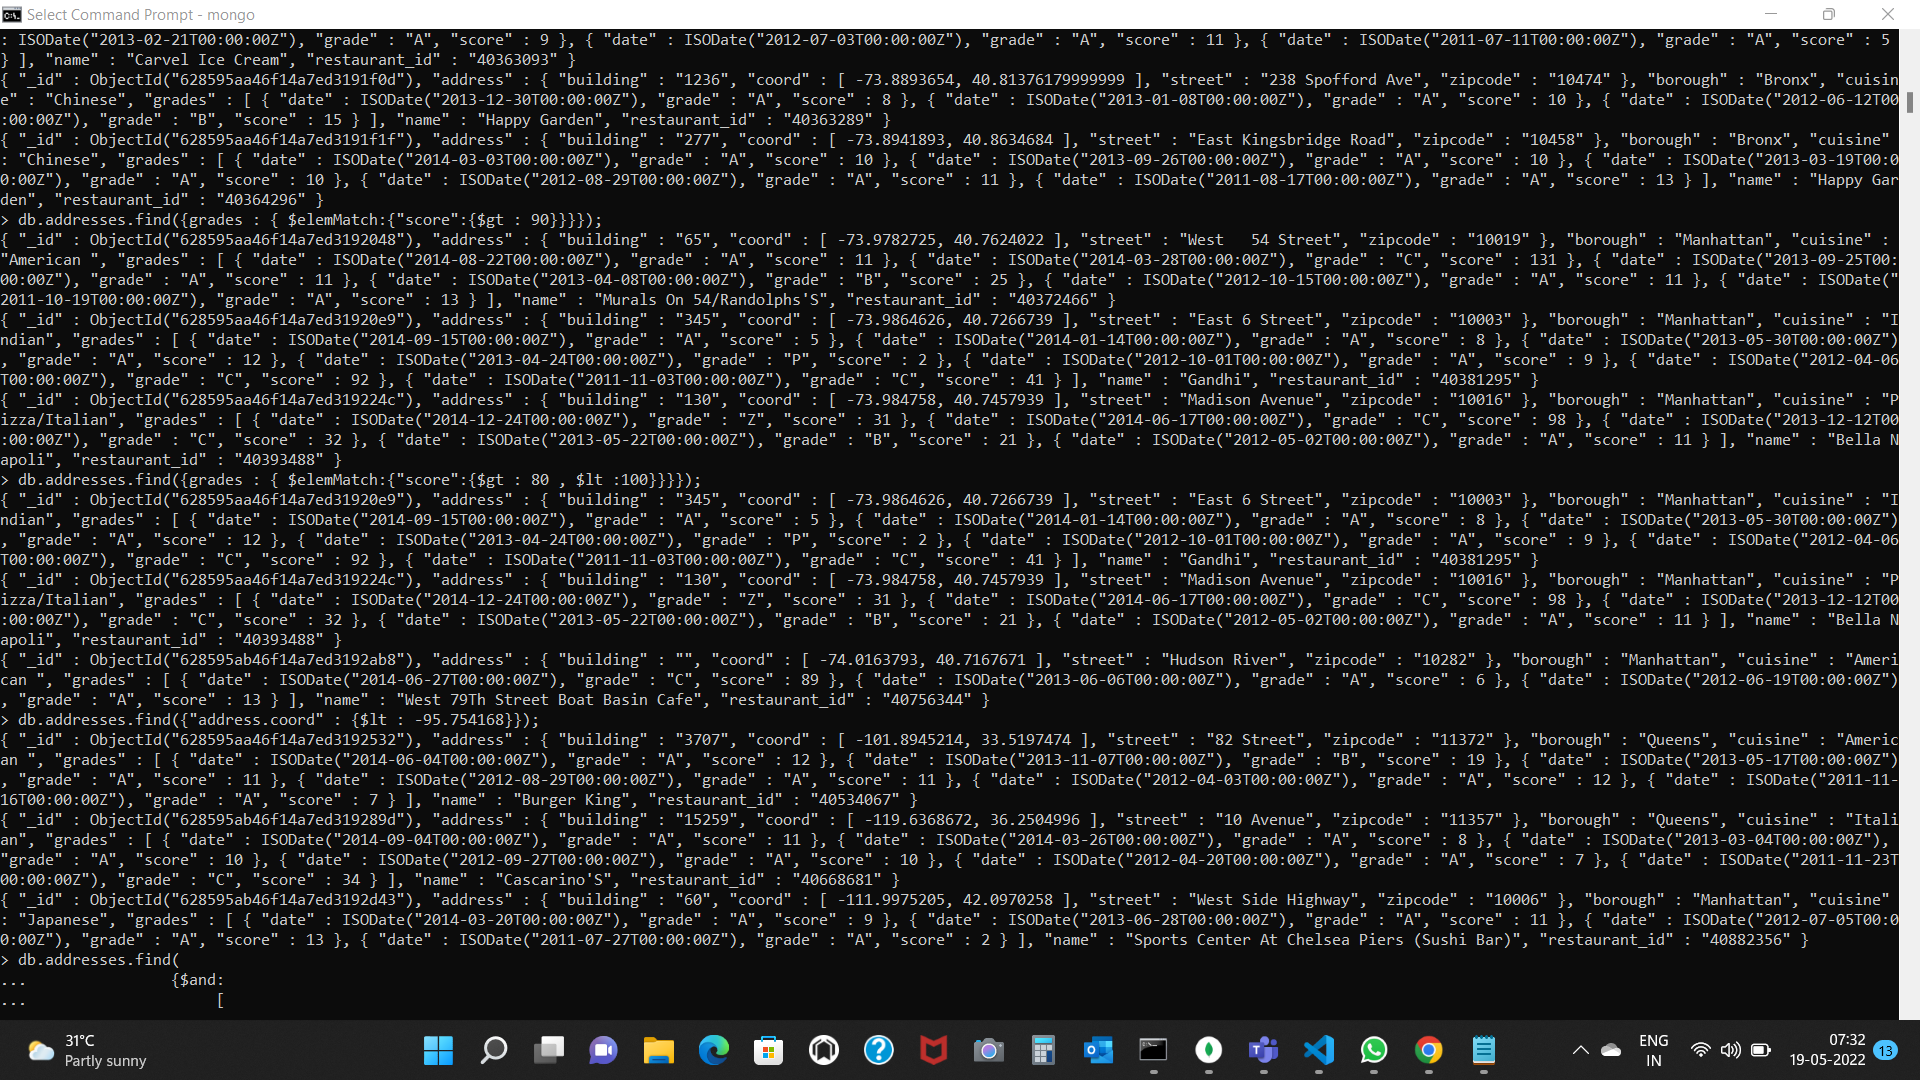 Select Command Prompt - mongo
: ISODate("2013-02-21T00:00:00Z"), "grade" : "A", "score" : 9 }, { "date" : ISODate("2012-07-03T00:00:00Z"), "grade" : "A", "score" : 11 }, { "date" : ISODate("2011-07-11T00:00:00Z"), "grade" : "A", "score" : 5
} ], "name" : "Carvel Ice Cream", "restaurant_id" : "40363093" }
{ "_id" : ObjectId("628595aa46f14a7ed3191f0d"), "address" : { "building" : "1236", "coord" : [ -73.8893654, 40.81376179999999 ], "street" : "238 Spofford Ave", "zipcode" : "10474" }, "borough" : "Bronx", "cuisin
e" : "Chinese", "grades" : [ { "date" : ISODate("2013-12-30T00:00:00Z"), "grade" : "A", "score" : 8 }, { "date" : ISODate("2013-01-08T00:00:00Z"), "grade" : "A", "score" : 10 }, { "date" : ISODate("2012-06-12T00
:00:00Z"), "grade" : "B", "score" : 15 } ], "name" : "Happy Garden", "restaurant_id" : "40363289" }
{ "_id" : ObjectId("628595aa46f14a7ed3191f1f"), "address" : { "building" : "277", "coord" : [ -73.8941893, 40.8634684 ], "street" : "East Kingsbridge Road", "zipcode" : "10458" }, "borough" : "Bronx", "cuisine"
: "Chinese", "grades" : [ { "date" : ISODate("2014-03-03T00:00:00Z"), "grade" : "A", "score" : 10 }, { "date" : ISODate("2013-09-26T00:00:00Z"), "grade" : "A", "score" : 10 }, { "date" : ISODate("2013-03-19T00:0
0:00Z"), "grade" : "A", "score" : 10 }, { "date" : ISODate("2012-08-29T00:00:00Z"), "grade" : "A", "score" : 11 }, { "date" : ISODate("2011-08-17T00:00:00Z"), "grade" : "A", "score" : 13 } ], "name" : "Happy Gar
den", "restaurant_id" : "40364296" }
> db.addresses.find({grades : { $elemMatch:{"score":{$gt : 90}}}});
{ "_id" : ObjectId("628595aa46f14a7ed3192048"), "address" : { "building" : "65", "coord" : [ -73.9782725, 40.7624022 ], "street" : "West   54 Street", "zipcode" : "10019" }, "borough" : "Manhattan", "cuisine" :
"American ", "grades" : [ { "date" : ISODate("2014-08-22T00:00:00Z"), "grade" : "A", "score" : 11 }, { "date" : ISODate("2014-03-28T00:00:00Z"), "grade" : "C", "score" : 131 }, { "date" : ISODate("2013-09-25T00:
00:00Z"), "grade" : "A", "score" : 11 }, { "date" : ISODate("2013-04-08T00:00:00Z"), "grade" : "B", "score" : 25 }, { "date" : ISODate("2012-10-15T00:00:00Z"), "grade" : "A", "score" : 11 }, { "date" : ISODate("
2011-10-19T00:00:00Z"), "grade" : "A", "score" : 13 } ], "name" : "Murals On 54/Randolphs'S", "restaurant_id" : "40372466" }
{ "_id" : ObjectId("628595aa46f14a7ed31920e9"), "address" : { "building" : "345", "coord" : [ -73.9864626, 40.7266739 ], "street" : "East 6 Street", "zipcode" : "10003" }, "borough" : "Manhattan", "cuisine" : "I
ndian", "grades" : [ { "date" : ISODate("2014-09-15T00:00:00Z"), "grade" : "A", "score" : 5 }, { "date" : ISODate("2014-01-14T00:00:00Z"), "grade" : "A", "score" : 8 }, { "date" : ISODate("2013-05-30T00:00:00Z")
, "grade" : "A", "score" : 12 }, { "date" : ISODate("2013-04-24T00:00:00Z"), "grade" : "P", "score" : 2 }, { "date" : ISODate("2012-10-01T00:00:00Z"), "grade" : "A", "score" : 9 }, { "date" : ISODate("2012-04-06
T00:00:00Z"), "grade" : "C", "score" : 92 }, { "date" : ISODate("2011-11-03T00:00:00Z"), "grade" : "C", "score" : 41 } ], "name" : "Gandhi", "restaurant_id" : "40381295" }
{ "_id" : ObjectId("628595aa46f14a7ed319224c"), "address" : { "building" : "130", "coord" : [ -73.984758, 40.7457939 ], "street" : "Madison Avenue", "zipcode" : "10016" }, "borough" : "Manhattan", "cuisine" : "P
izza/Italian", "grades" : [ { "date" : ISODate("2014-12-24T00:00:00Z"), "grade" : "Z", "score" : 31 }, { "date" : ISODate("2014-06-17T00:00:00Z"), "grade" : "C", "score" : 98 }, { "date" : ISODate("2013-12-12T00
:00:00Z"), "grade" : "C", "score" : 32 }, { "date" : ISODate("2013-05-22T00:00:00Z"), "grade" : "B", "score" : 21 }, { "date" : ISODate("2012-05-02T00:00:00Z"), "grade" : "A", "score" : 11 } ], "name" : "Bella N
apoli", "restaurant_id" : "40393488" }
> db.addresses.find({grades : { $elemMatch:{"score":{$gt : 80 , $lt :100}}}});
{ "_id" : ObjectId("628595aa46f14a7ed31920e9"), "address" : { "building" : "345", "coord" : [ -73.9864626, 40.7266739 ], "street" : "East 6 Street", "zipcode" : "10003" }, "borough" : "Manhattan", "cuisine" : "I
ndian", "grades" : [ { "date" : ISODate("2014-09-15T00:00:00Z"), "grade" : "A", "score" : 5 }, { "date" : ISODate("2014-01-14T00:00:00Z"), "grade" : "A", "score" : 8 }, { "date" : ISODate("2013-05-30T00:00:00Z")
, "grade" : "A", "score" : 12 }, { "date" : ISODate("2013-04-24T00:00:00Z"), "grade" : "P", "score" : 2 }, { "date" : ISODate("2012-10-01T00:00:00Z"), "grade" : "A", "score" : 9 }, { "date" : ISODate("2012-04-06
T00:00:00Z"), "grade" : "C", "score" : 92 }, { "date" : ISODate("2011-11-03T00:00:00Z"), "grade" : "C", "score" : 41 } ], "name" : "Gandhi", "restaurant_id" : "40381295" }
{ "_id" : ObjectId("628595aa46f14a7ed319224c"), "address" : { "building" : "130", "coord" : [ -73.984758, 40.7457939 ], "street" : "Madison Avenue", "zipcode" : "10016" }, "borough" : "Manhattan", "cuisine" : "P
izza/Italian", "grades" : [ { "date" : ISODate("2014-12-24T00:00:00Z"), "grade" : "Z", "score" : 31 }, { "date" : ISODate("2014-06-17T00:00:00Z"), "grade" : "C", "score" : 98 }, { "date" : ISODate("2013-12-12T00
:00:00Z"), "grade" : "C", "score" : 32 }, { "date" : ISODate("2013-05-22T00:00:00Z"), "grade" : "B", "score" : 21 }, { "date" : ISODate("2012-05-02T00:00:00Z"), "grade" : "A", "score" : 11 } ], "name" : "Bella N
apoli", "restaurant_id" : "40393488" }
{ "_id" : ObjectId("628595ab46f14a7ed3192ab8"), "address" : { "building" : "", "coord" : [ -74.0163793, 40.7167671 ], "street" : "Hudson River", "zipcode" : "10282" }, "borough" : "Manhattan", "cuisine" : "Ameri
can ", "grades" : [ { "date" : ISODate("2014-06-27T00:00:00Z"), "grade" : "C", "score" : 89 }, { "date" : ISODate("2013-06-06T00:00:00Z"), "grade" : "A", "score" : 6 }, { "date" : ISODate("2012-06-19T00:00:00Z")
, "grade" : "A", "score" : 13 } ], "name" : "West 79Th Street Boat Basin Cafe", "restaurant_id" : "40756344" }
> db.addresses.find({"address.coord" : {$lt : -95.754168}});
{ "_id" : ObjectId("628595aa46f14a7ed3192532"), "address" : { "building" : "3707", "coord" : [ -101.8945214, 33.5197474 ], "street" : "82 Street", "zipcode" : "11372" }, "borough" : "Queens", "cuisine" : "Americ
an ", "grades" : [ { "date" : ISODate("2014-06-04T00:00:00Z"), "grade" : "A", "score" : 12 }, { "date" : ISODate("2013-11-07T00:00:00Z"), "grade" : "B", "score" : 19 }, { "date" : ISODate("2013-05-17T00:00:00Z")
, "grade" : "A", "score" : 11 }, { "date" : ISODate("2012-08-29T00:00:00Z"), "grade" : "A", "score" : 11 }, { "date" : ISODate("2012-04-03T00:00:00Z"), "grade" : "A", "score" : 12 }, { "date" : ISODate("2011-11-
16T00:00:00Z"), "grade" : "A", "score" : 7 } ], "name" : "Burger King", "restaurant_id" : "40534067" }
{ "_id" : ObjectId("628595ab46f14a7ed319289d"), "address" : { "building" : "15259", "coord" : [ -119.6368672, 36.2504996 ], "street" : "10 Avenue", "zipcode" : "11357" }, "borough" : "Queens", "cuisine" : "Itali
an", "grades" : [ { "date" : ISODate("2014-09-04T00:00:00Z"), "grade" : "A", "score" : 11 }, { "date" : ISODate("2014-03-26T00:00:00Z"), "grade" : "A", "score" : 8 }, { "date" : ISODate("2013-03-04T00:00:00Z"),
"grade" : "A", "score" : 10 }, { "date" : ISODate("2012-09-27T00:00:00Z"), "grade" : "A", "score" : 10 }, { "date" : ISODate("2012-04-20T00:00:00Z"), "grade" : "A", "score" : 7 }, { "date" : ISODate("2011-11-23T
00:00:00Z"), "grade" : "C", "score" : 34 } ], "name" : "Cascarino'S", "restaurant_id" : "40668681" }
{ "_id" : ObjectId("628595ab46f14a7ed3192d43"), "address" : { "building" : "60", "coord" : [ -111.9975205, 42.0970258 ], "street" : "West Side Highway", "zipcode" : "10006" }, "borough" : "Manhattan", "cuisine"
: "Japanese", "grades" : [ { "date" : ISODate("2014-03-20T00:00:00Z"), "grade" : "A", "score" : 9 }, { "date" : ISODate("2013-06-28T00:00:00Z"), "grade" : "A", "score" : 11 }, { "date" : ISODate("2012-07-05T00:0
0:00Z"), "grade" : "A", "score" : 13 }, { "date" : ISODate("2011-07-27T00:00:00Z"), "grade" : "A", "score" : 2 } ], "name" : "Sports Center At Chelsea Piers (Sushi Bar)", "restaurant_id" : "40882356" }
> db.addresses.find(
...                {$and:
...                     [
31°C
Partly sunny
ENG
IN
07:32
19-05-2022
13